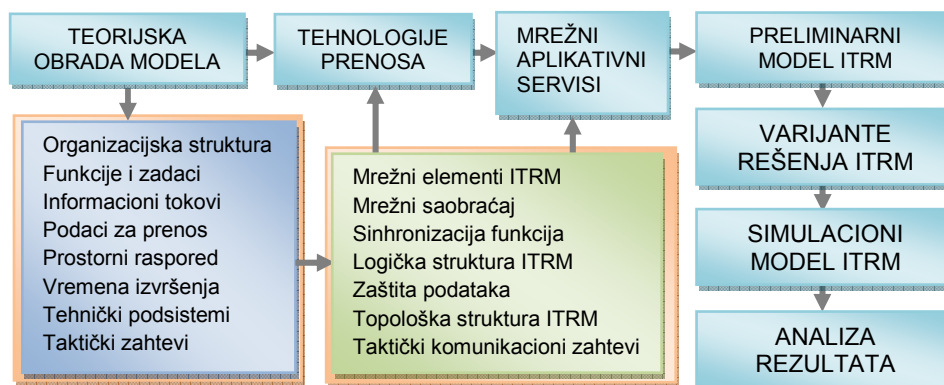 TEORIJSKA
OBRADA MODELA
TEHNOLOGIJE
PRENOSA
MREŽNI
APLIKATIVNI
SERVISI
PRELIMINARNI
MODEL ITRM
Organizacijska struktura
Funkcije i zadaci
Informacioni tokovi
Podaci za prenos
Prostorni raspored
Vremena izvršenja
Tehnički podsistemi
Taktički zahtevi
Mrežni elementi ITRM
Mrežni saobraćaj
Sinhronizacija funkcija
Logička struktura ITRM
Zaštita podataka
Topološka struktura ITRM
Taktički komunikacioni zahtevi
VARIJANTE
REŠENJA ITRM
SIMULACIONI
MODEL ITRM
ANALIZA
REZULTATA